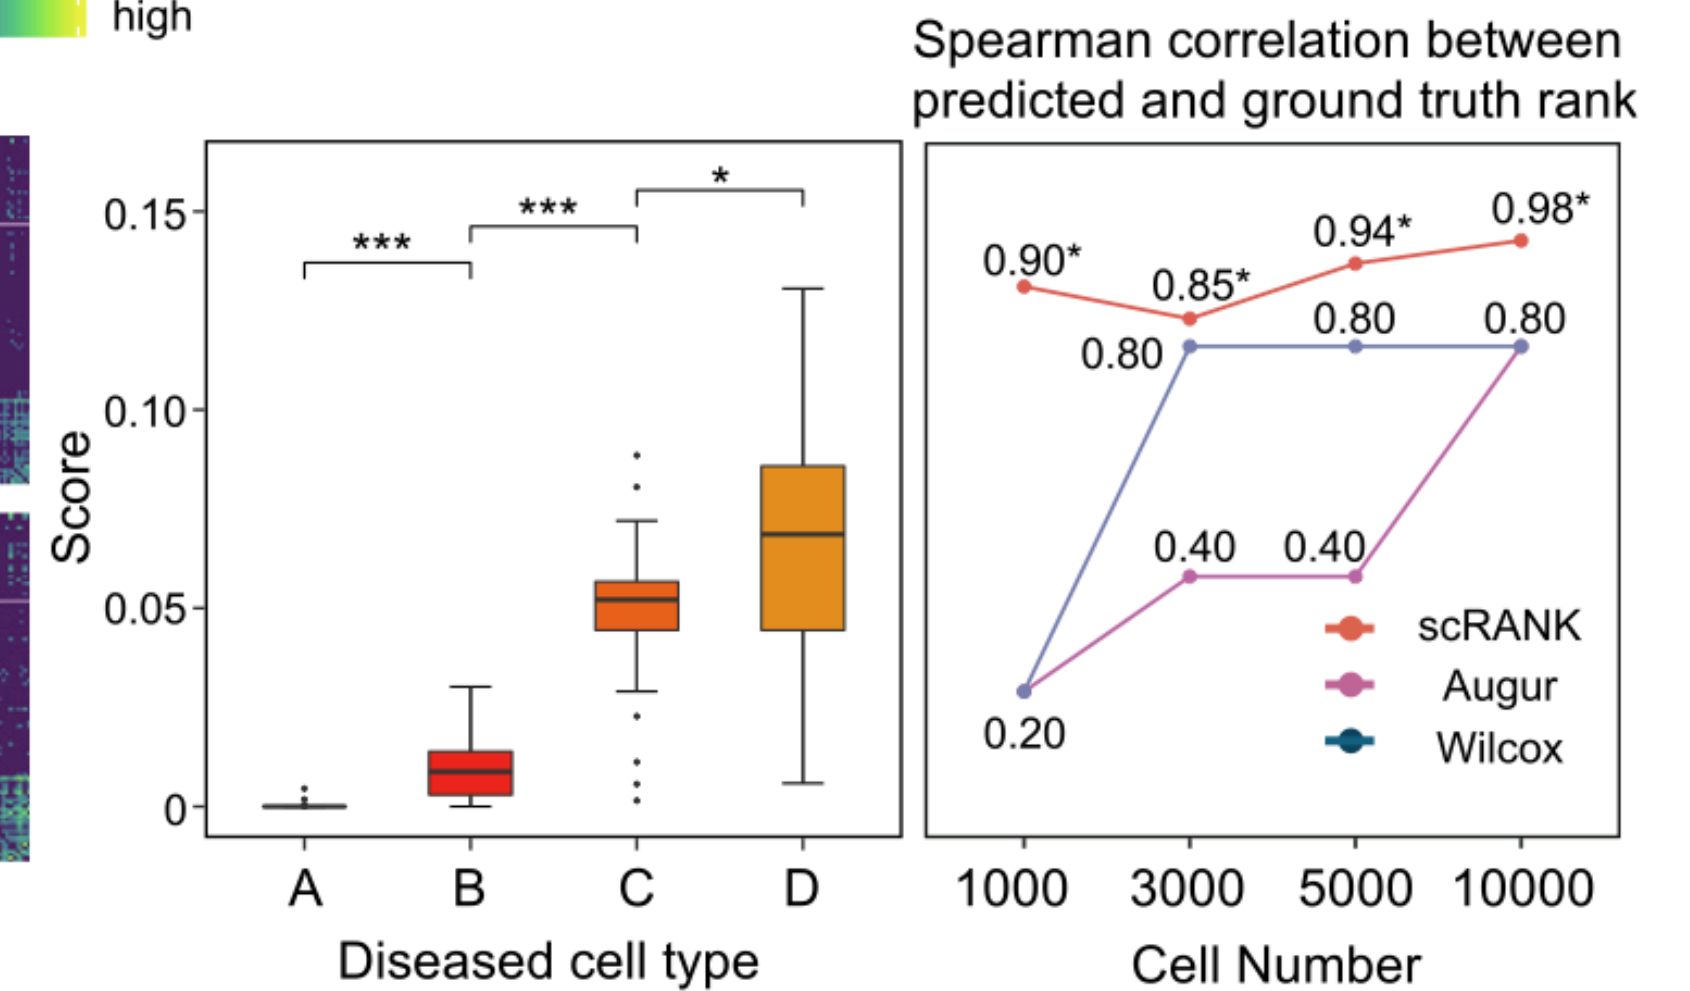 high
Score
0.15
0.10
0.05
0
***
***
*
A B C D
Diseased cell type
Spearman correlation between
predicted and ground truth rank
0.90*
0.85*
0.94*
0.98*
0.80
0.80
0.80
0.40
0.40
0.20
scRANK
Augur
Wilcox
1000 3000 5000 10000
Cell Number